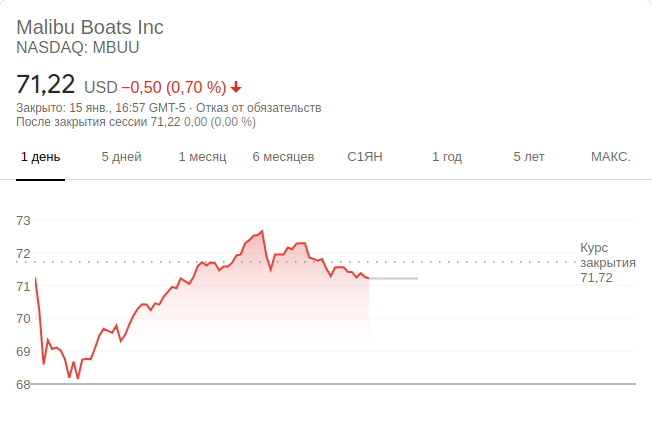 Malibu Boats Inc
NASDAQ: MBUU
71,22 USD −0,50 (0,70 %)
Закрыто: 15 янв., 16:57 GMT-5 · Отказ от обязательств
После закрытия сессии 71,22 0,00 (0,00 %)
1 день 5 дней 1 месяц 6 месяцев С1ЯН 1 год 5 лет МАКС.
73
72
71
70
69
68
Курс
закрытия
71,72